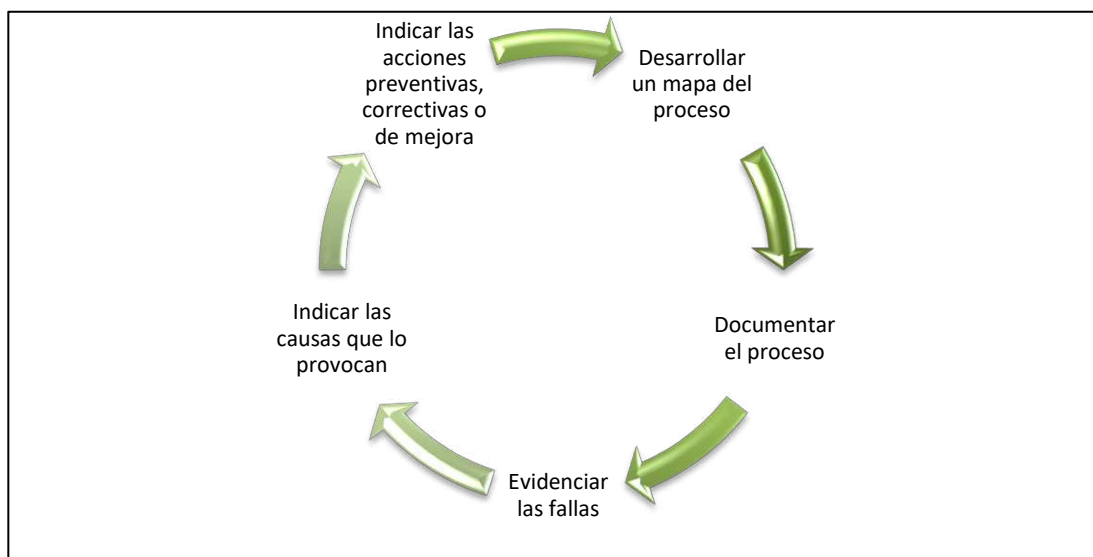 Indicar las
acciones
preventivas,
correctivas o
de mejora
Desarrollar
un mapa del
proceso
Documentar
el proceso
Evidenciar
las fallas
Indicar las
causas que lo
provocan